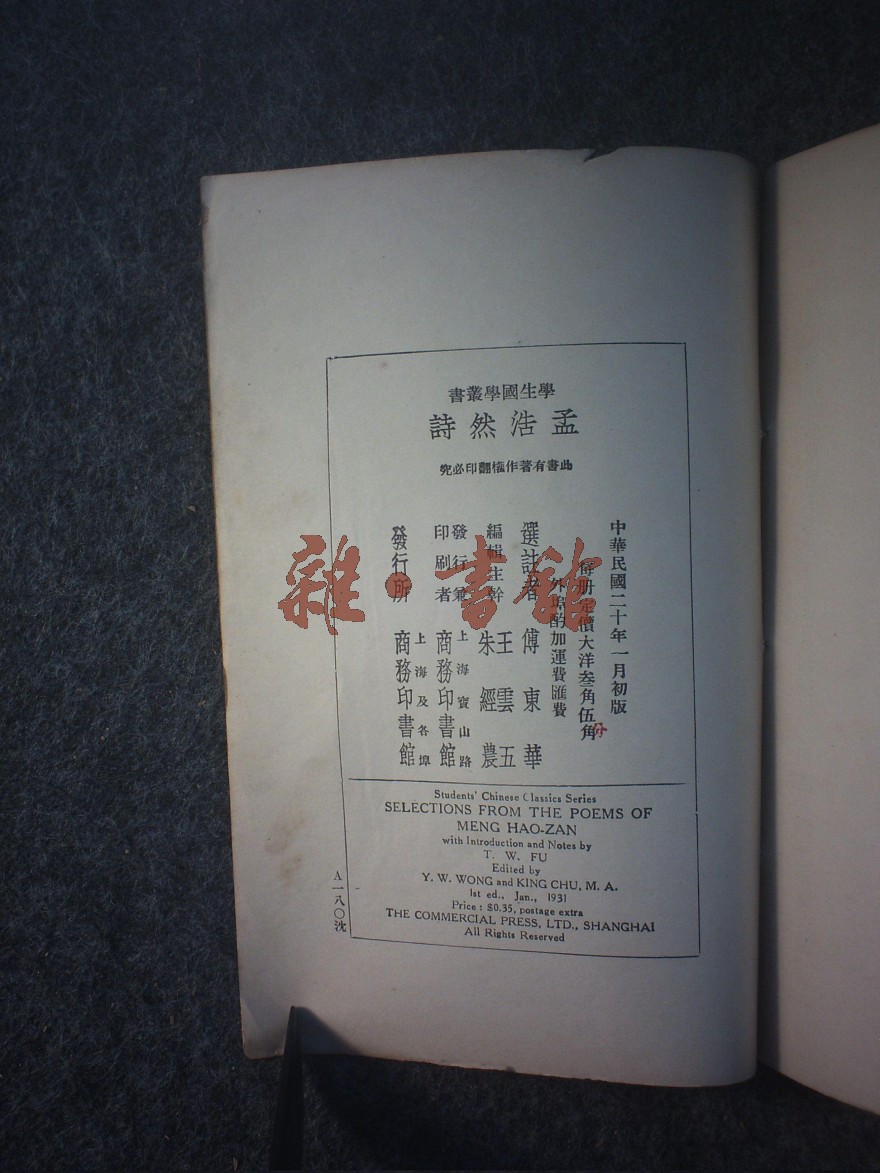 學生國學叢書
孟浩然詩
此書有著作權翻印必究
中華民國二十年一月初版
每册定價大洋叁角伍角
分
外埠酌加運費匯費
選註者 傅東華
編輯主幹 王雲五
朱經農
發行兼
印刷者
上海寶山路
商務印書館
發行所
上海及各埠
商務印書館
Students' Chinese Classics Series
SELECTIONS FROM THE POEMS OF
MENG HAO-ZAN
with Introduction and Notes by
T. W. FU
Edited by
Y. W. WONG and KING CHU, M. A.
1st ed., Jan., 1931
Price: $0.35, postage extra
THE COMMERCIAL PRESS, LTD., SHANGHAI
All Rights Reserved
A一八〇沈
雜·書館